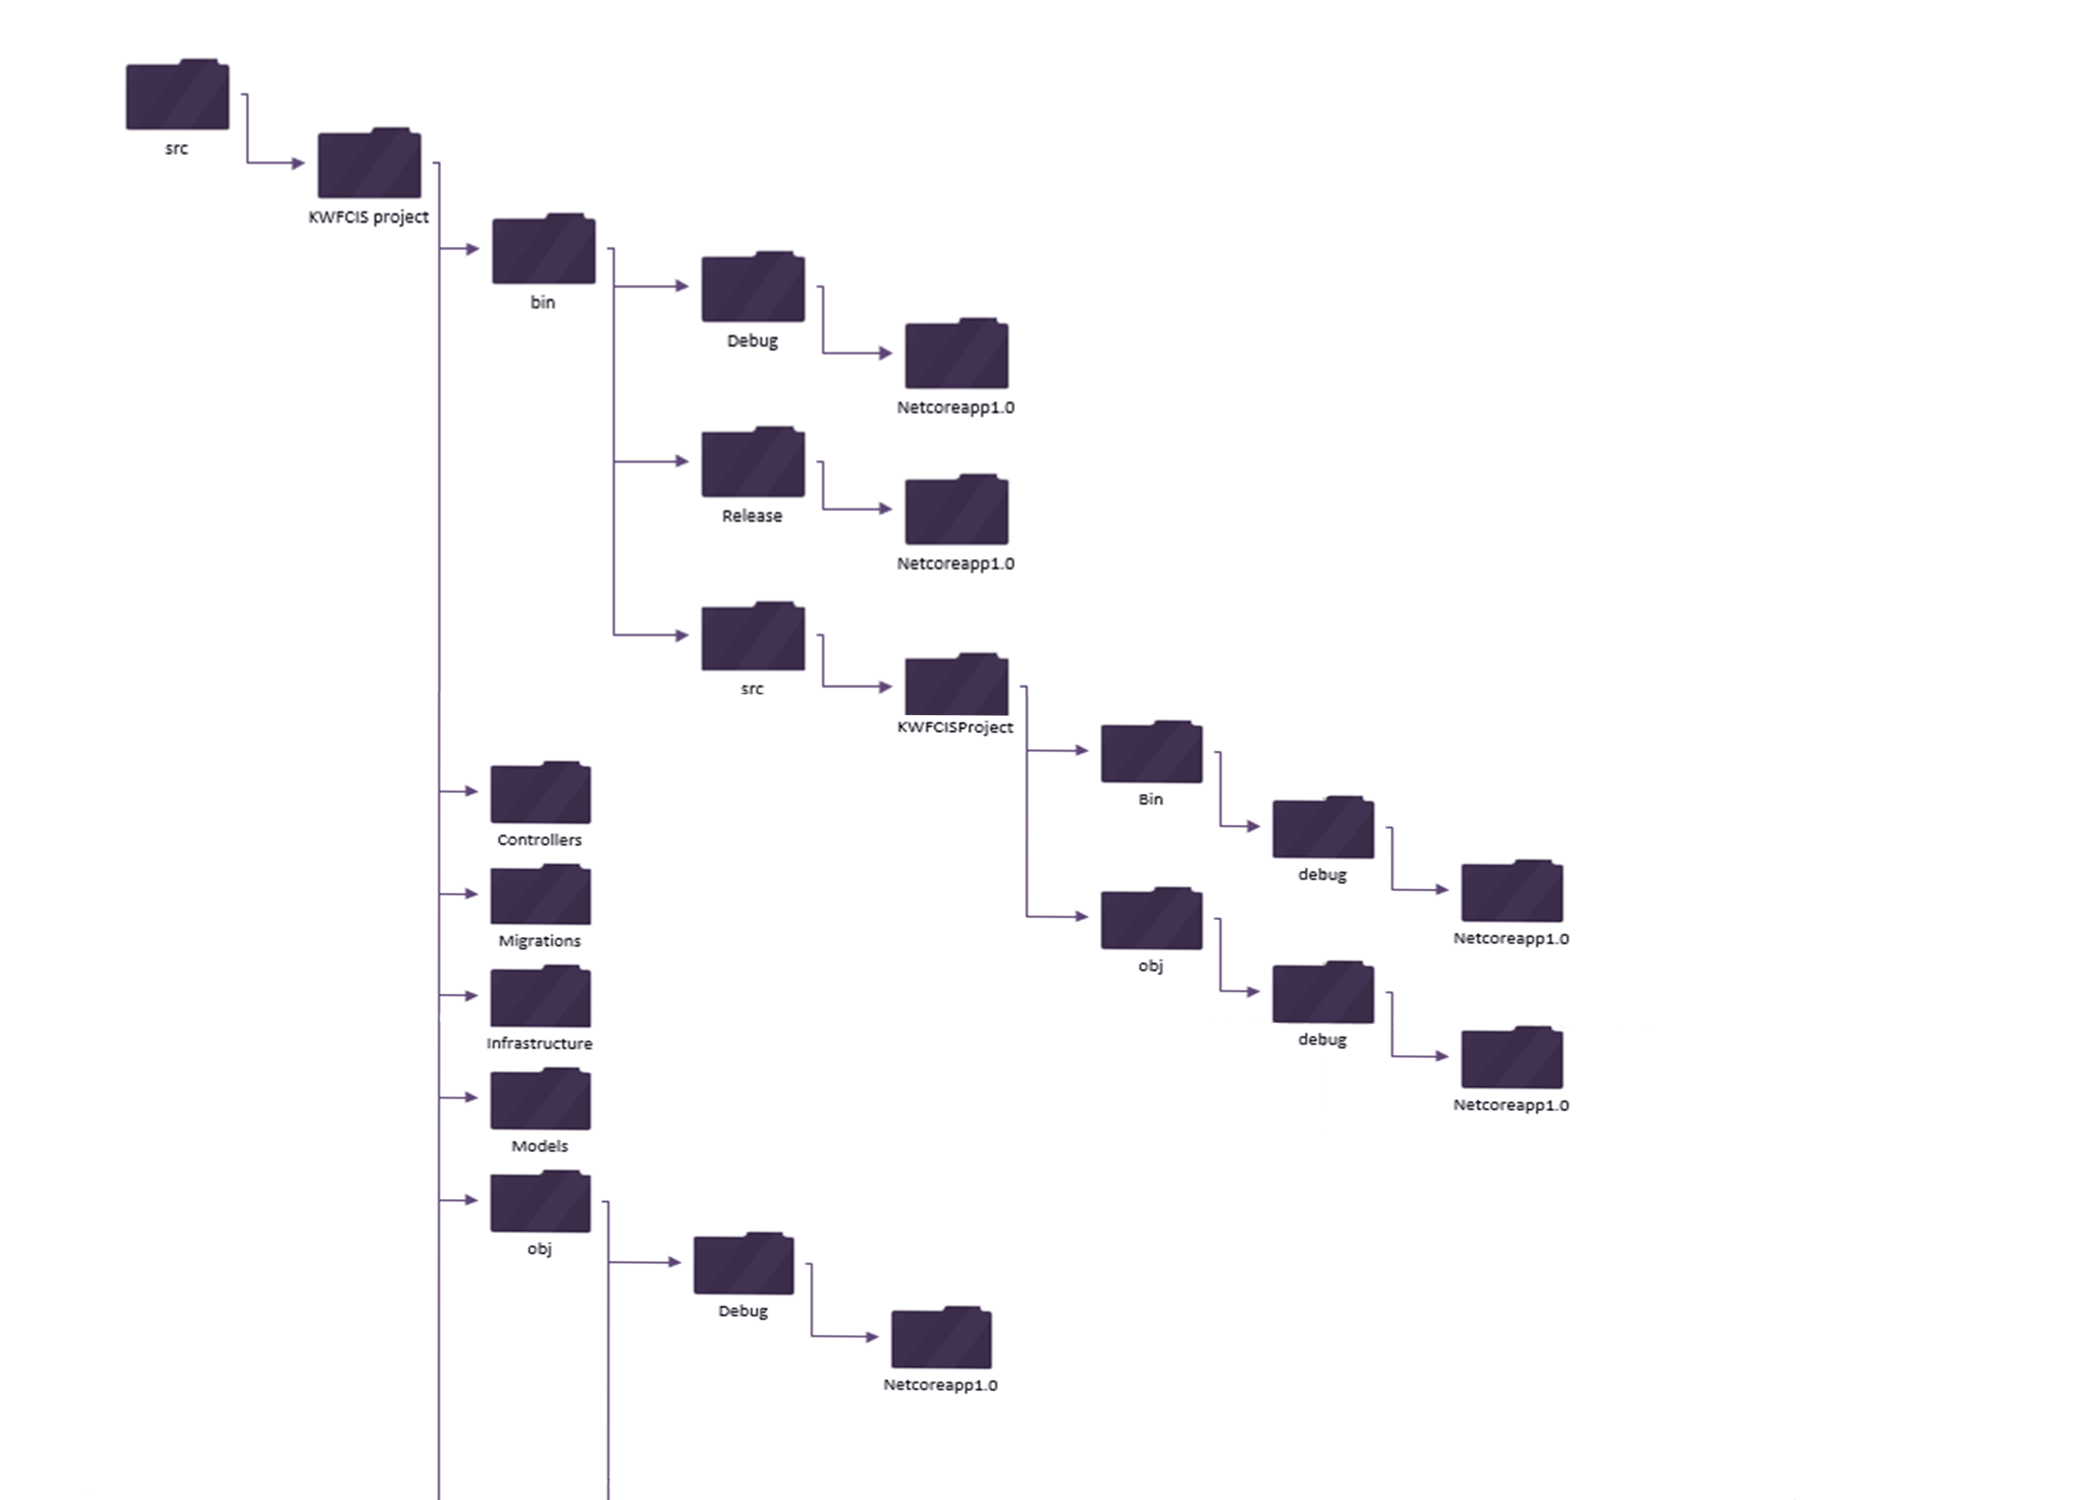 src
KWFCIS project
bin
Debug
Netcoreapp1.0
Release
Netcoreapp1.0
src
KWFCISProject
Bin
debug
Netcoreapp1.0
obj
debug
Netcoreapp1.0
Controllers
Migrations
Infrastructure
Models
obj
Debug
Netcoreapp1.0